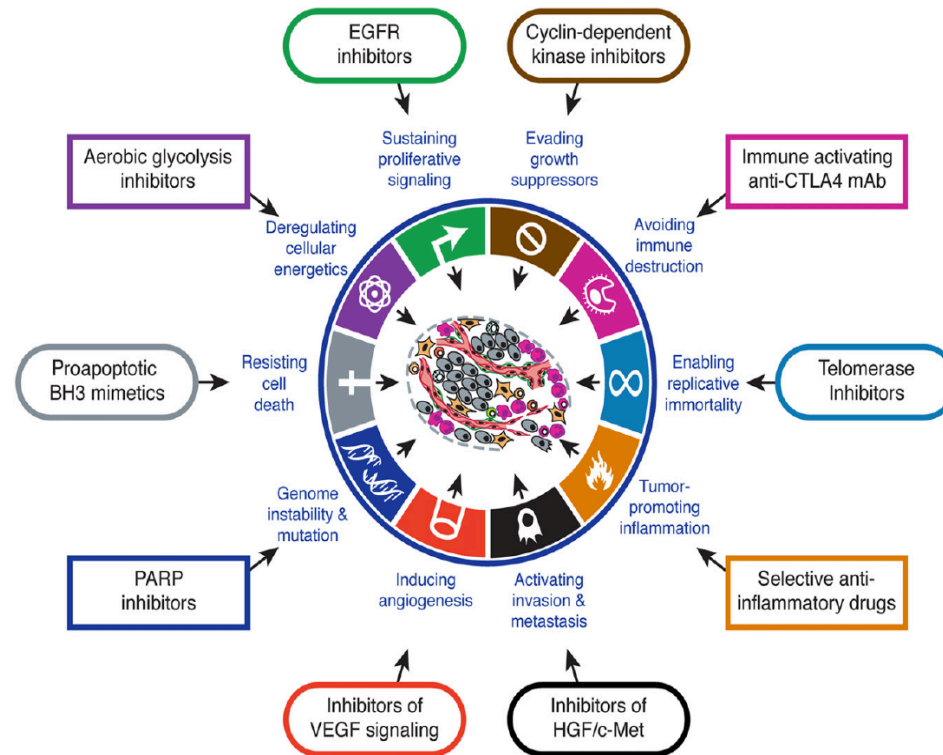 EGFR
inhibitors
Cyclin-dependent
kinase inhibitors
Sustaining
proliferative
signaling
Evading
growth
suppressors
Aerobic glycolysis
inhibitors
Immune activating
anti-CTLA4 mAb
Deregulating
cellular
energetics
Avoiding
immune
destruction
Proapoptotic
BH3 mimetics
Resisting
cell
death
Enabling
replicative
immortality
Telomerase
Inhibitors
Genome
instability &
mutation
Tumor-
promoting
inflammation
PARP
inhibitors
Inducing
angiogenesis
Activating
invasion &
metastasis
Selective anti-
inflammatory drugs
Inhibitors of
VEGF signaling
Inhibitors of
HGF/c-Met